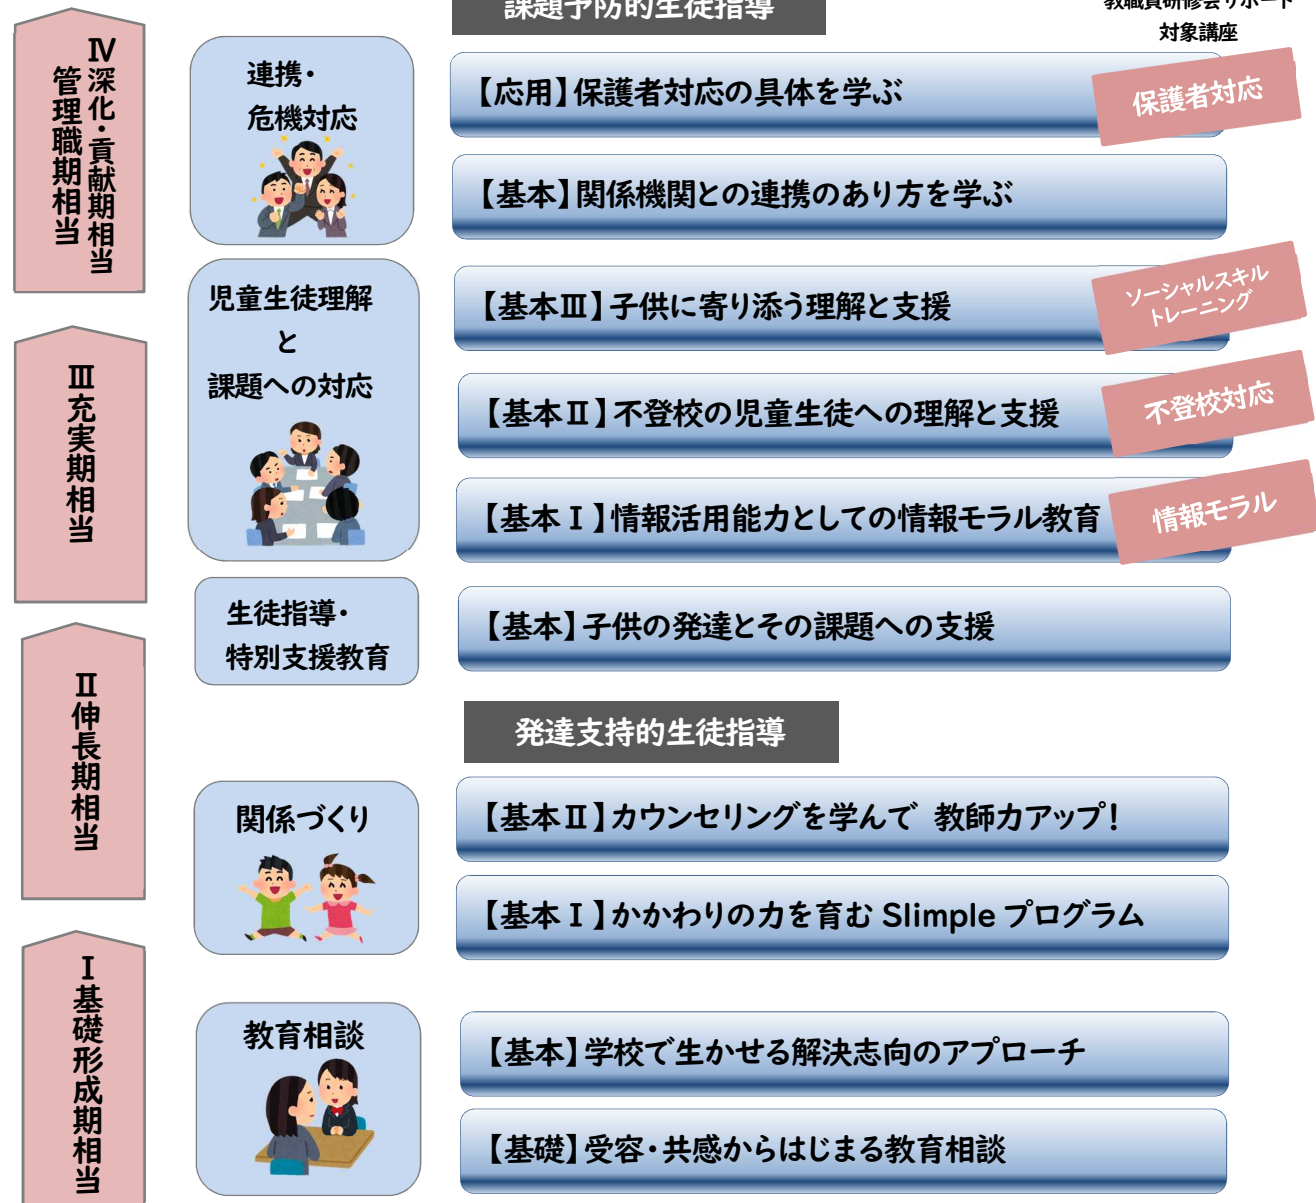 課題予防的生徒指導
教職員研修会サポート
対象講座
Ⅳ深化・貢献期相当
管理職期相当
連携・
危機対応
【応用】保護者対応の具体を学ぶ
保護者対応
【基本】関係機関との連携のあり方を学ぶ
児童生徒理解
と
課題への対応
【基本Ⅲ】子供に寄り添う理解と支援
ソーシャルスキル
トレーニング
【基本Ⅱ】不登校の児童生徒への理解と支援
不登校対応
【基本Ⅰ】情報活用能力としての情報モラル教育
情報モラル
Ⅲ充実期相当
生徒指導・
特別支援教育
【基本】子供の発達とその課題への支援
Ⅱ伸長期相当
発達支持的生徒指導
関係づくり
【基本Ⅱ】カウンセリングを学んで 教師力アップ!
【基本Ⅰ】かかわりの力を育む Slimple プログラム
Ⅰ基礎形成期相当
教育相談
【基本】学校で生かせる解決志向のアプローチ
【基礎】受容・共感からはじまる教育相談